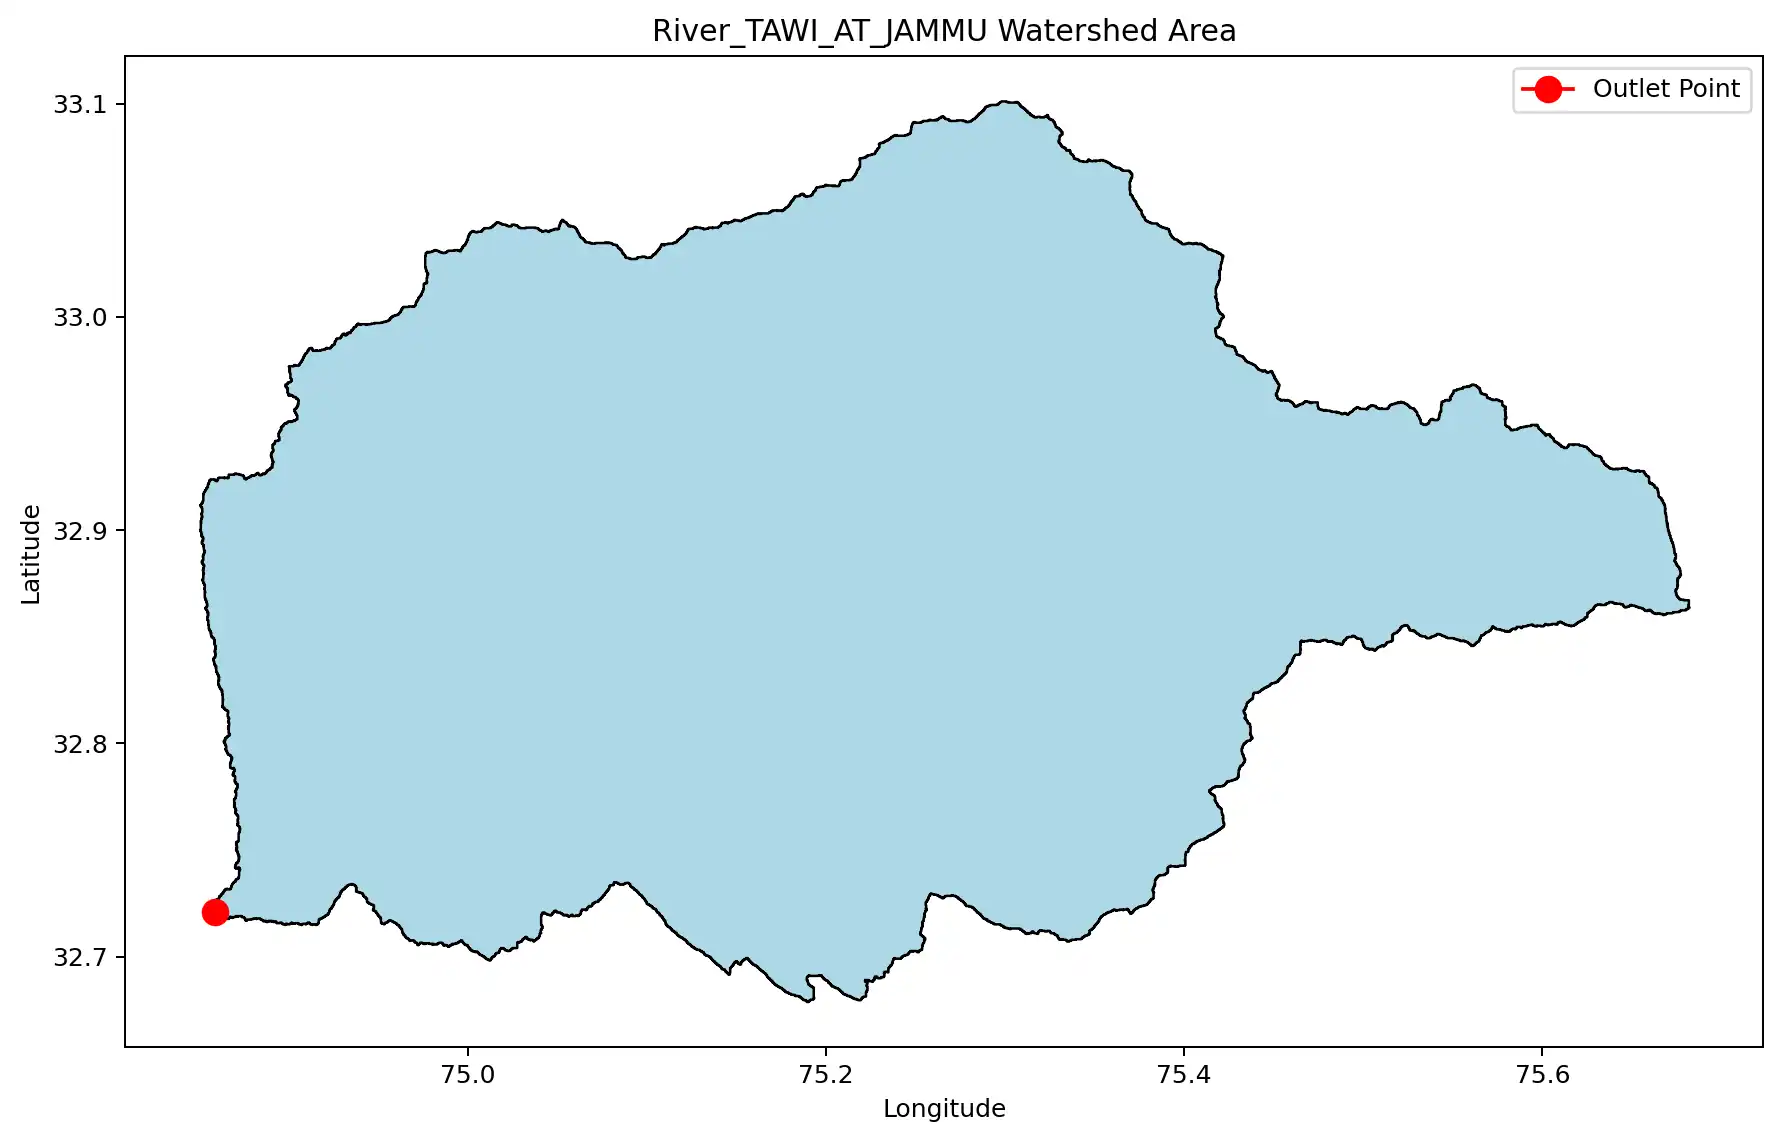 River_TAWI_AT_JAMMU Watershed Area
Outlet Point
33.1
33.0
32.9
32.8
32.7
Latitude
75.0 75.2 75.4 75.6
Longitude